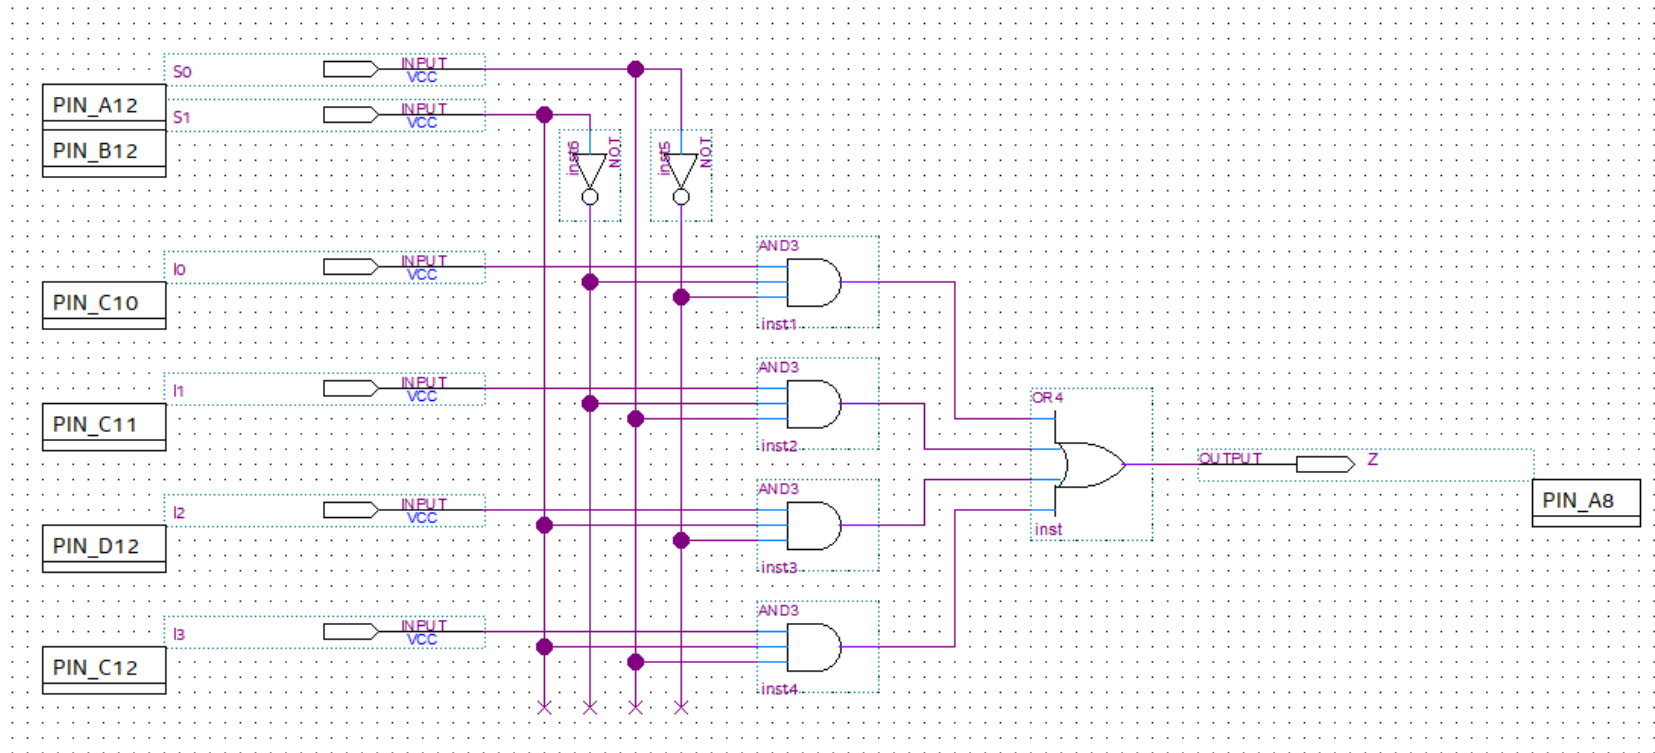 S0
INPUT
VCC
PIN_A12
S1
INPUT
VCC
PIN_B12
inst6
NOT
inst5
NOT
I0
INPUT
VCC
PIN_C10
AND3
inst1
I1
INPUT
VCC
PIN_C11
AND3
inst2
OR4
inst
OUTPUT
Z
PIN_A8
I2
INPUT
VCC
PIN_D12
AND3
inst3
I3
INPUT
VCC
PIN_C12
AND3
inst4